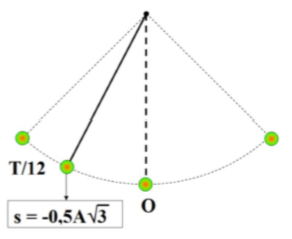 T/12
O
s = -0,5A√3